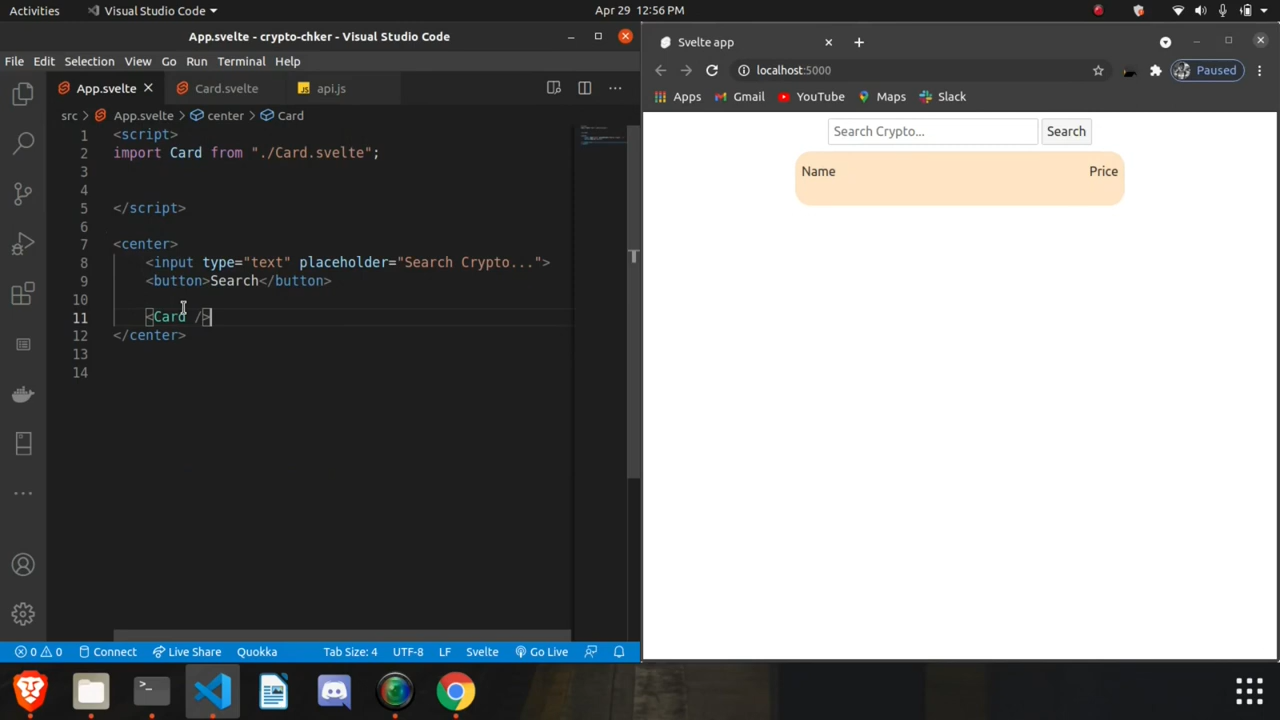 Activities
Visual Studio Code
Apr 29 12:56 PM
App.svelte - crypto-chker - Visual Studio Code
File Edit Selection View Go Run Terminal Help
App.svelte
Card.svelte
api.js
src > App.svelte > center > Card
1 <script>
2 import Card from "./Card.svelte";
3
4
5 </script>
6
7 <center>
8 <input type="text" placeholder="Search Crypto...">
9 <button>Search</button>
10
11 <Card />
12 </center>
13
14
0 0 Connect Live Share Quokka Tab Size: 4 UTF-8 LF Svelte Go Live
Svelte app
localhost:5000
Paused
Apps Gmail YouTube Maps Slack
Search Crypto... Search
Name Price